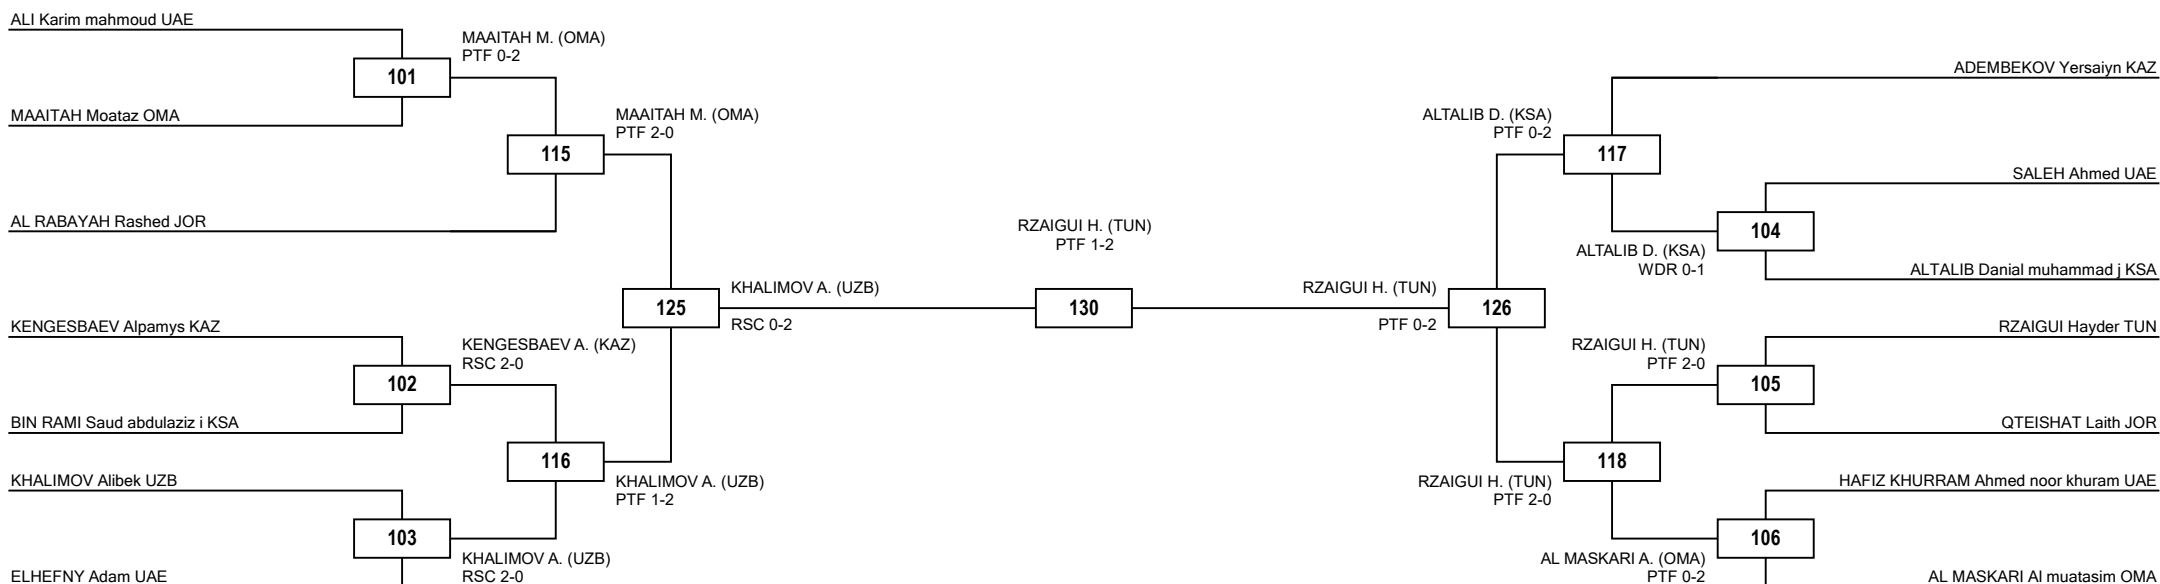 ALI Karim mahmoud UAE
MAAITAH M. (OMA)
PTF 0-2
101
MAAITAH Moataz OMA
MAAITAH M. (OMA)
PTF 2-0
115
AL RABAYAH Rashed JOR
KHALIMOV A. (UZB)
125
RSC 0-2
KENGESBAEV Alpamys KAZ
KENGESBAEV A. (KAZ)
RSC 2-0
102
BIN RAMI Saud abdulaziz i KSA
116
KHALIMOV A. (UZB)
PTF 1-2
KHALIMOV Alibek UZB
103
KHALIMOV A. (UZB)
RSC 2-0
ELHEFNY Adam UAE
RZAIGUI H. (TUN)
PTF 1-2
130
ADEMBEKOV Yersaiyn KAZ
ALTALIB D. (KSA)
PTF 0-2
117
SALEH Ahmed UAE
104
ALTALIB D. (KSA)
WDR 0-1
ALTALIB Danial muhammad j KSA
RZAIGUI H. (TUN)
126
PTF 0-2
RZAIGUI Hayder TUN
RZAIGUI H. (TUN)
PTF 2-0
105
QTEISHAT Laith JOR
118
RZAIGUI H. (TUN)
PTF 2-0
HAFIZ KHURRAM Ahmed noor khuram UAE
106
AL MASKARI A. (OMA)
PTF 0-2
AL MASKARI Al muatasim OMA